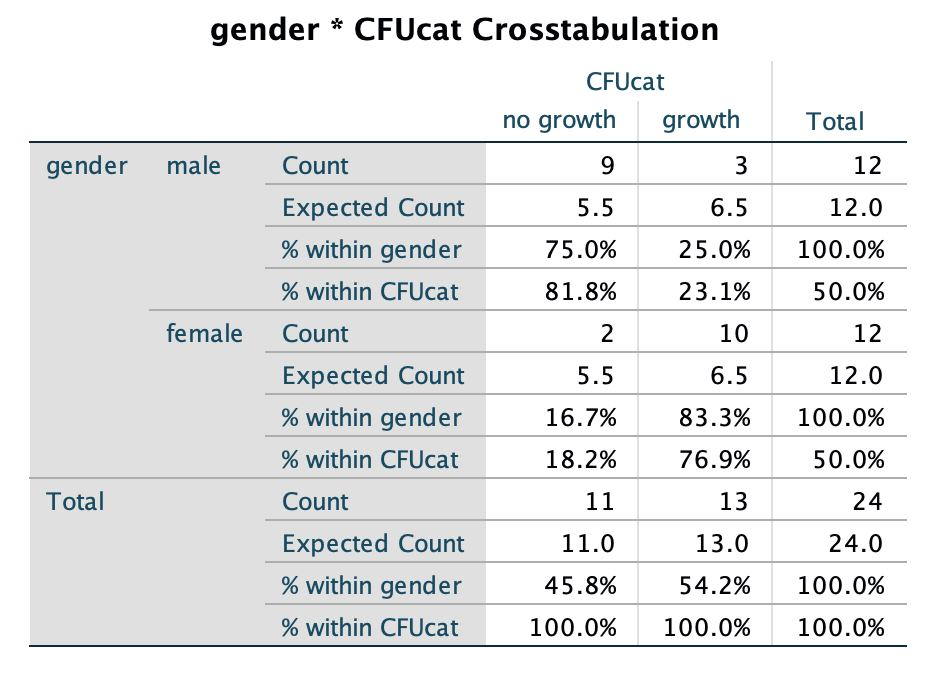 gender * CFUcat Crosstabulation
CFUcat
no growth growth Total
gender male Count 9 3 12
Expected Count 5.5 6.5 12.0
% within gender 75.0% 25.0% 100.0%
% within CFUcat 81.8% 23.1% 50.0%
female Count 2 10 12
Expected Count 5.5 6.5 12.0
% within gender 16.7% 83.3% 100.0%
% within CFUcat 18.2% 76.9% 50.0%
Total Count 11 13 24
Expected Count 11.0 13.0 24.0
% within gender 45.8% 54.2% 100.0%
% within CFUcat 100.0% 100.0% 100.0%